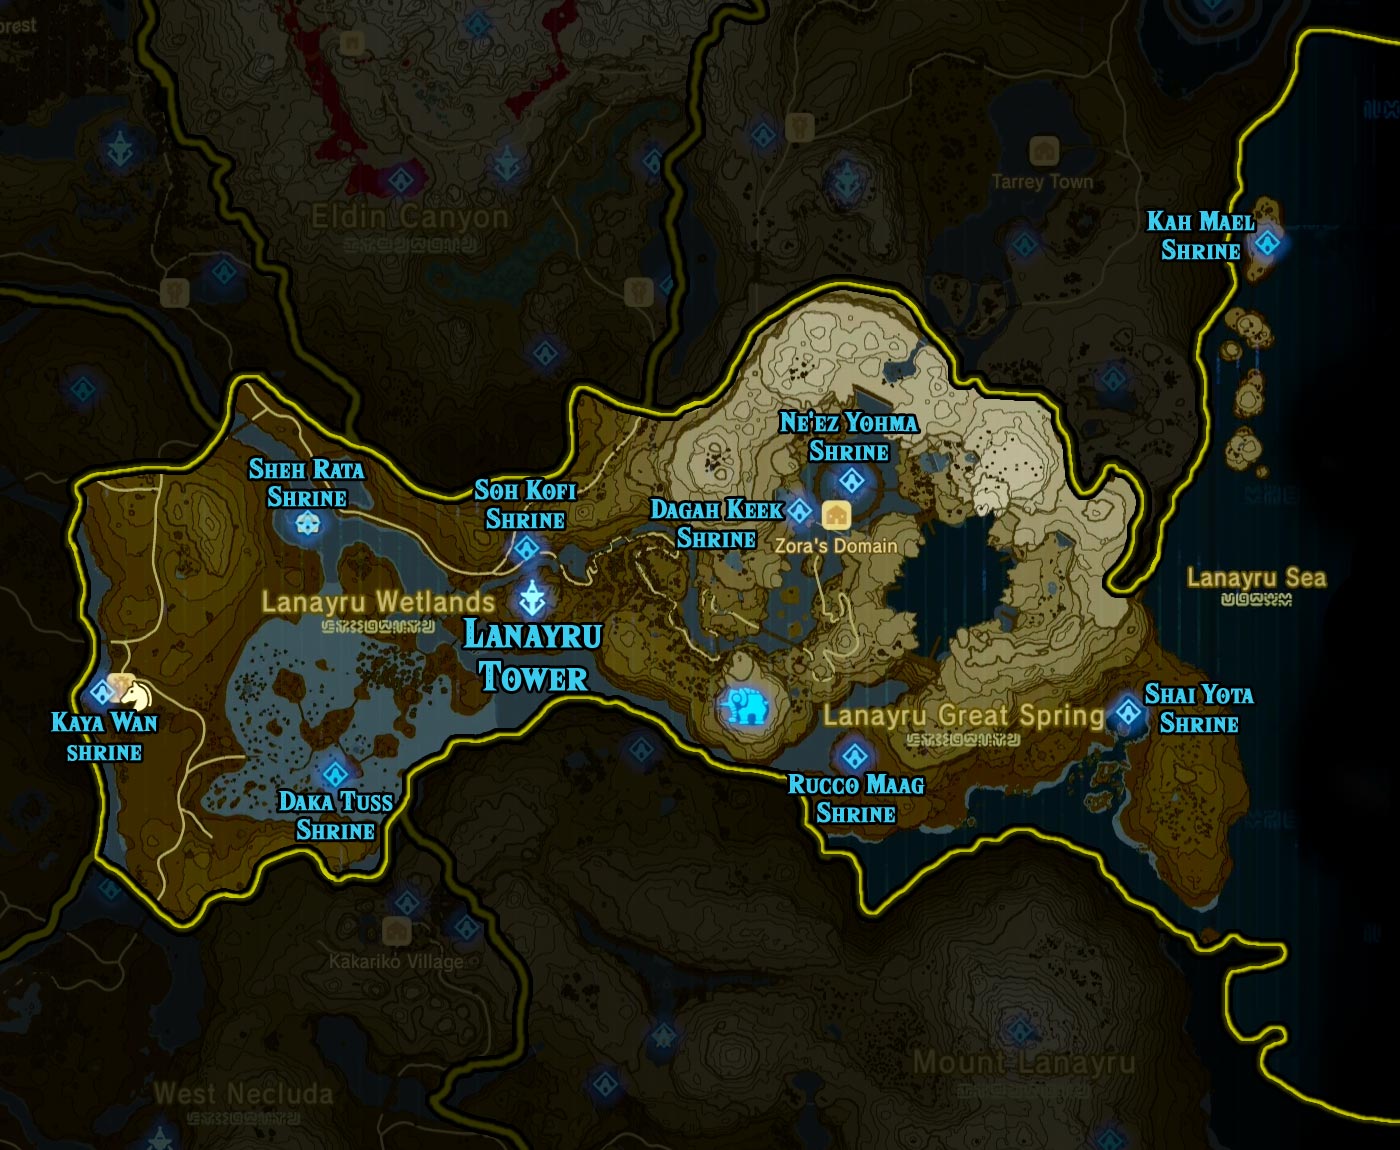 orest
Eldin Canyon
Tarrey Town
Kah Mael
Shrine
Ne'ez Yohma
Shrine
Sheh Rata
Shrine
Soh Kofi
Shrine
Dagah Keek
Shrine
Zora's Domain
Lanayru Sea
Lanayru Wetlands
Lanayru
Tower
Kaya Wan
shrine
Lanayru Great Spring
Shai Yota
Shrine
Rucco Maag
Shrine
Daka Tuss
Shrine
Kakariko Village
Mount Lanayru
West Necluda